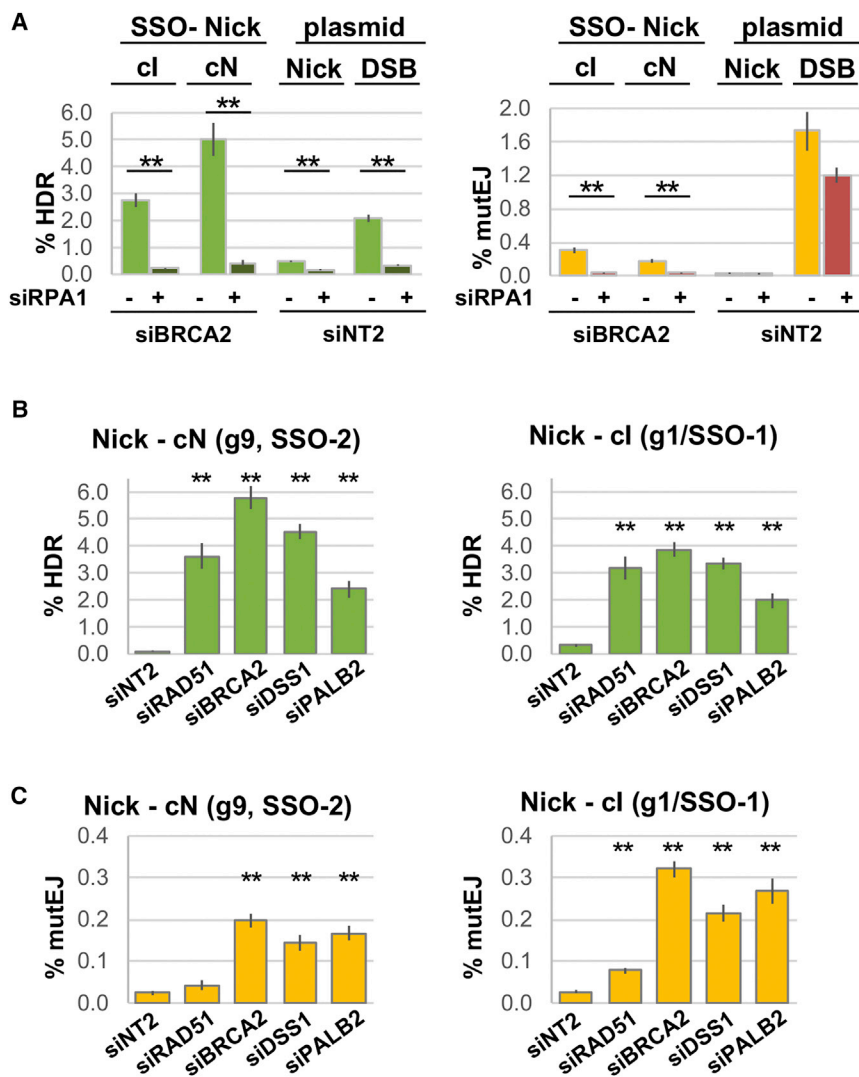 A
SSO- Nick plasmid
cI cN Nick DSB
% HDR
6.0
5.0
4.0
3.0
2.0
1.0
0.0
** ** ** **
siRPA1 - + - + - + - +
siBRCA2 siNT2
SSO- Nick plasmid
cI cN Nick DSB
% mutEJ
2.0
1.6
1.2
0.8
0.4
0
** **
siRPA1 - + - + - + - +
siBRCA2 siNT2
B
Nick - cN (g9, SSO-2)
% HDR
6.0
5.0
4.0
3.0
2.0
1.0
0.0
** ** ** **
siNT2 siRAD51 siBRCA2 siDSS1 siPALB2
Nick - cI (g1/SSO-1)
% HDR
6.0
5.0
4.0
3.0
2.0
1.0
0.0
** ** ** **
siNT2 siRAD51 siBRCA2 siDSS1 siPALB2
C
Nick - cN (g9, SSO-2)
% mutEJ
0.4
0.3
0.2
0.1
0.0
** ** **
siNT2 siRAD51 siBRCA2 siDSS1 siPALB2
Nick - cI (g1/SSO-1)
% mutEJ
0.4
0.3
0.2
0.1
0.0
** ** ** **
siNT2 siRAD51 siBRCA2 siDSS1 siPALB2